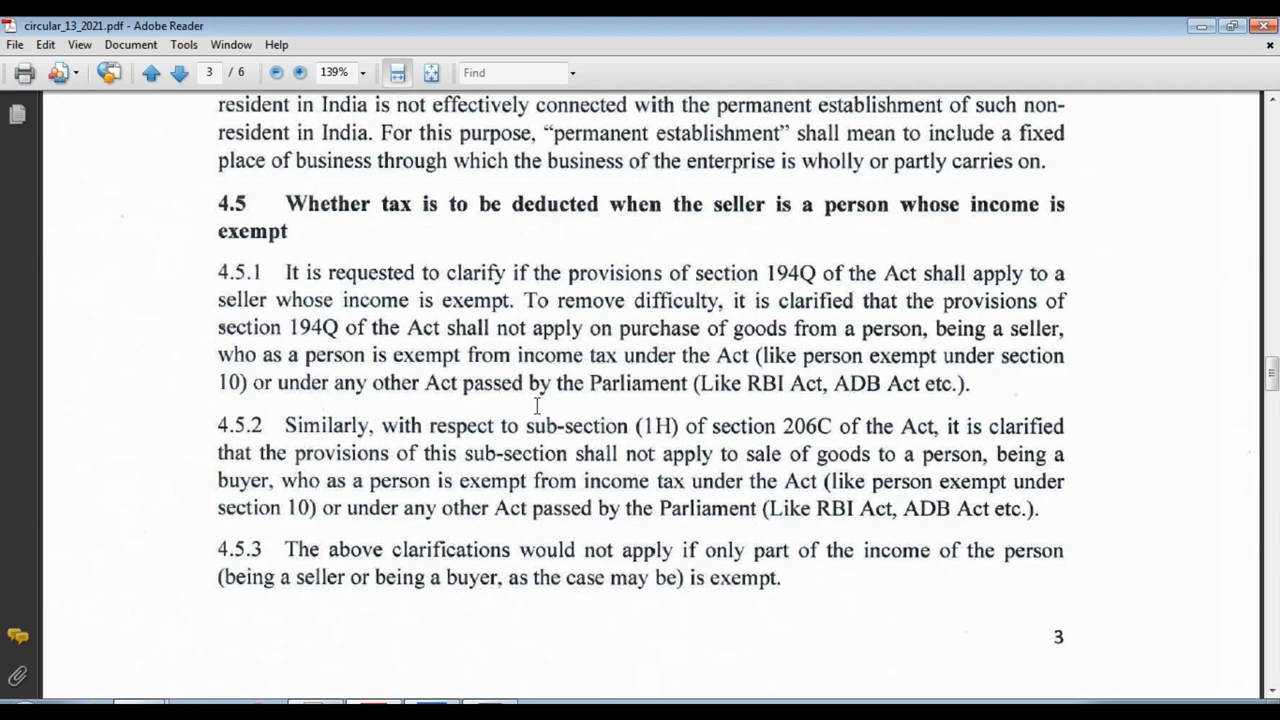 circular_13_2021.pdf - Adobe Reader
File Edit View Document Tools Window Help
3 / 6 139% Find
resident in India is not effectively connected with the permanent establishment of such non-
resident in India. For this purpose, “permanent establishment” shall mean to include a fixed
place of business through which the business of the enterprise is wholly or partly carries on.
4.5 Whether tax is to be deducted when the seller is a person whose income is
exempt
4.5.1 It is requested to clarify if the provisions of section 194Q of the Act shall apply to a
seller whose income is exempt. To remove difficulty, it is clarified that the provisions of
section 194Q of the Act shall not apply on purchase of goods from a person, being a seller,
who as a person is exempt from income tax under the Act (like person exempt under section
10) or under any other Act passed by the Parliament (Like RBI Act, ADB Act etc.).
4.5.2 Similarly, with respect to sub-section (1H) of section 206C of the Act, it is clarified
that the provisions of this sub-section shall not apply to sale of goods to a person, being a
buyer, who as a person is exempt from income tax under the Act (like person exempt under
section 10) or under any other Act passed by the Parliament (Like RBI Act, ADB Act etc.).
4.5.3 The above clarifications would not apply if only part of the income of the person
(being a seller or being a buyer, as the case may be) is exempt.
3